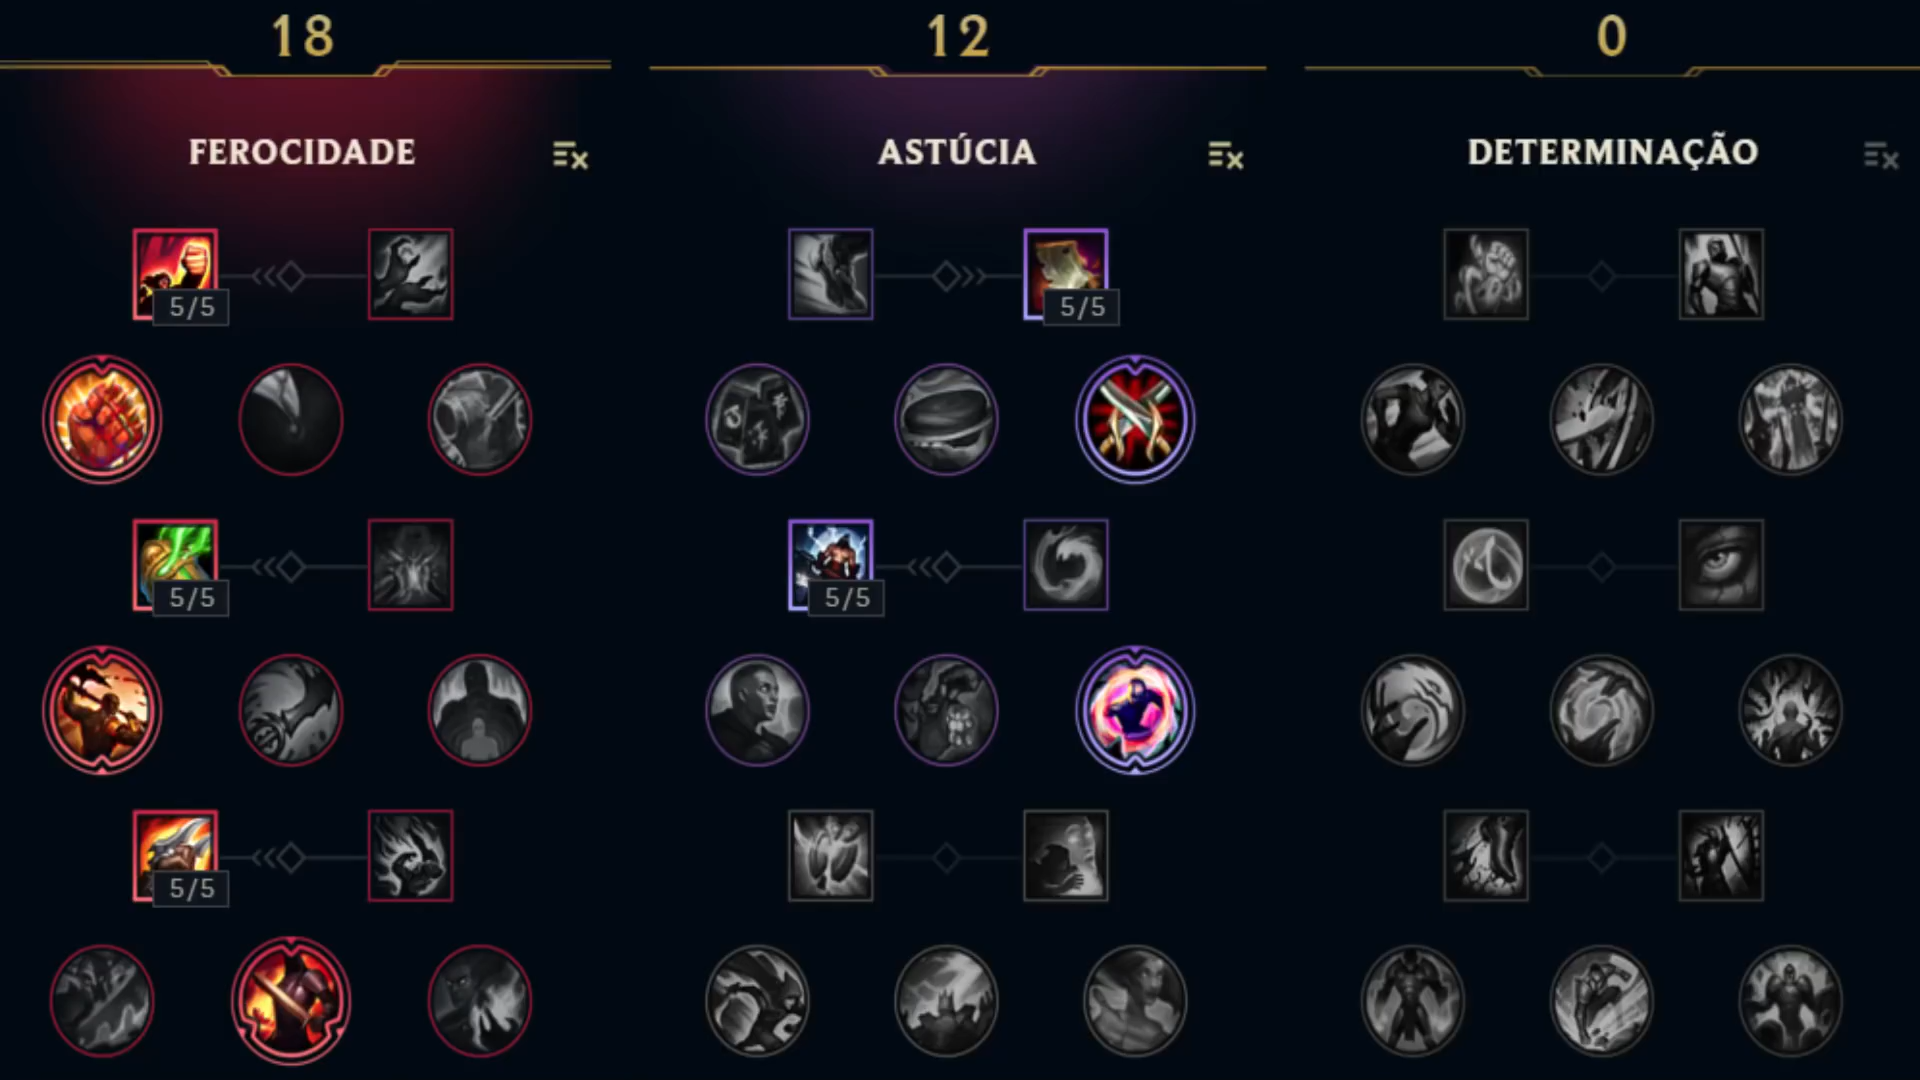 18 12 0
FEROCIDADE ASTÚCIA DETERMINAÇÃO
5/5 5/5
5/5 5/5
5/5